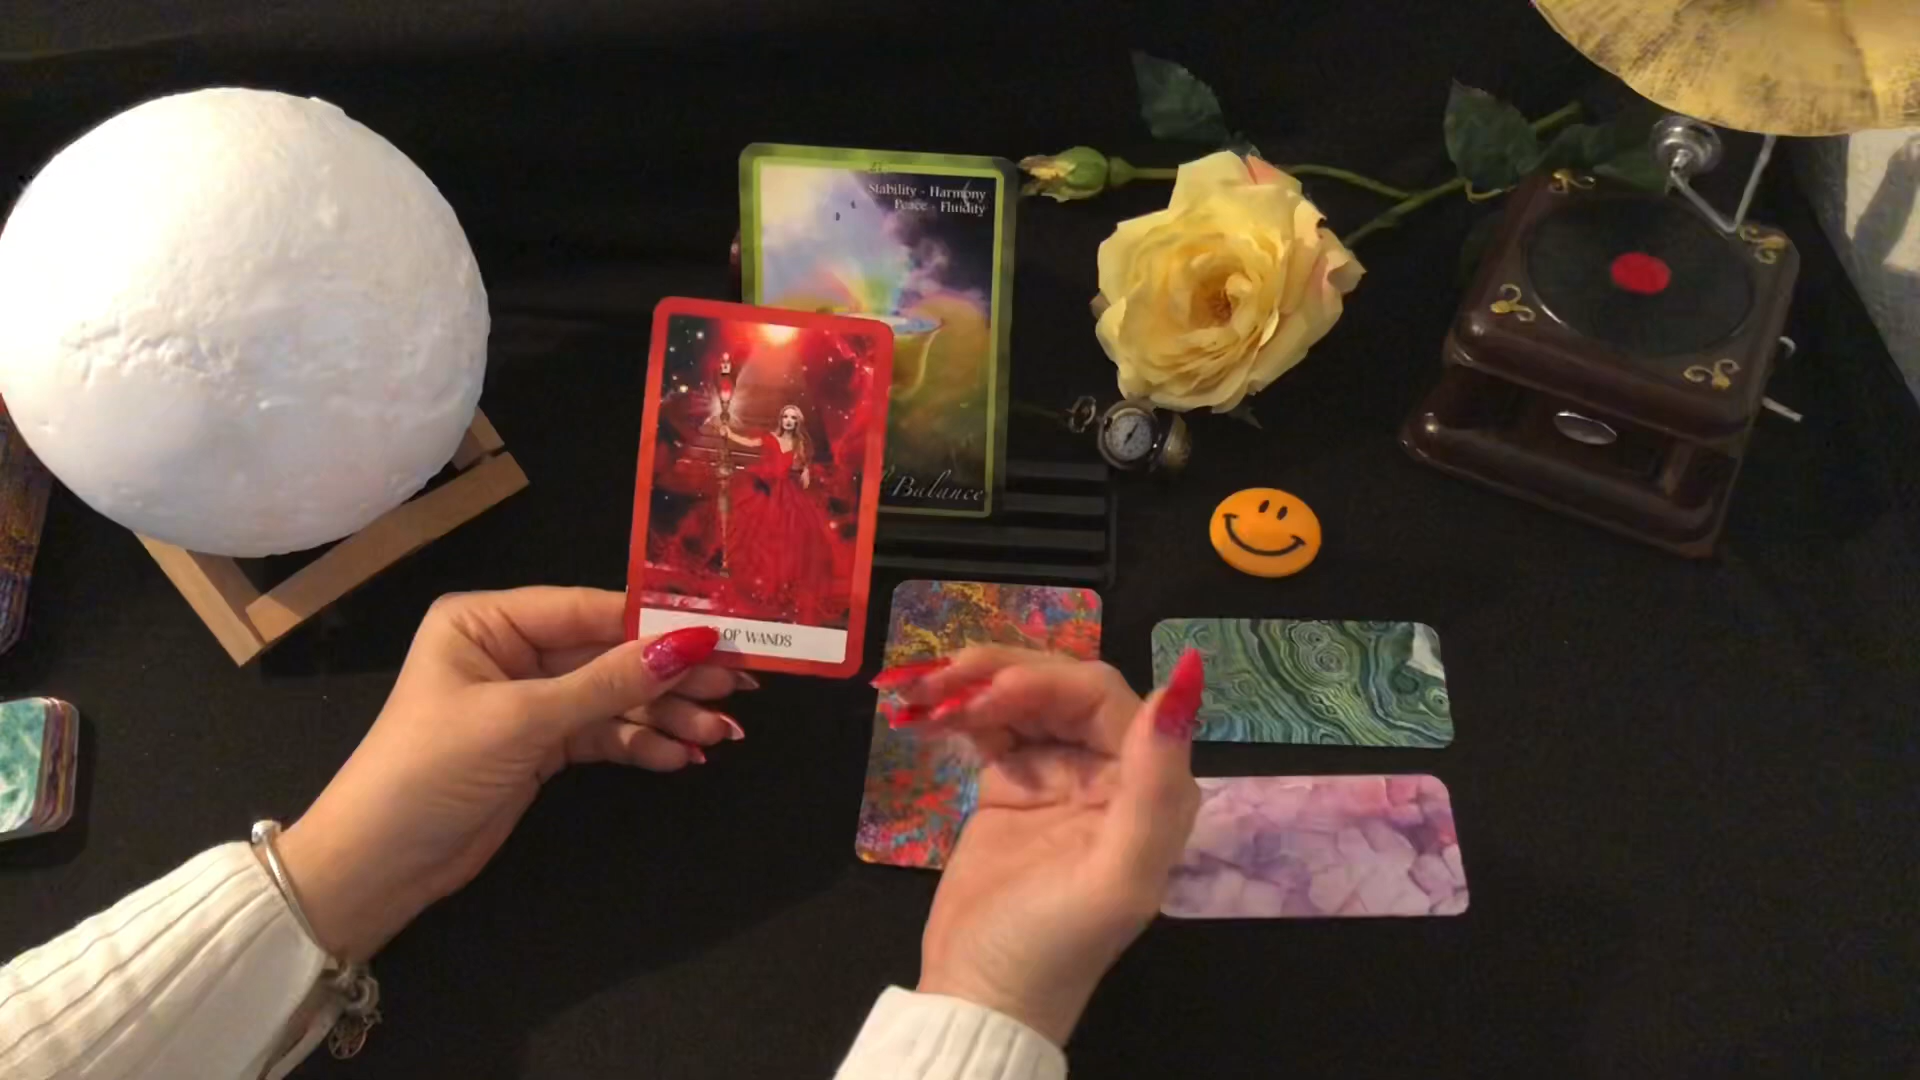 Stability - Harmony
Peace - Fluidity
Balance
OF WANDS